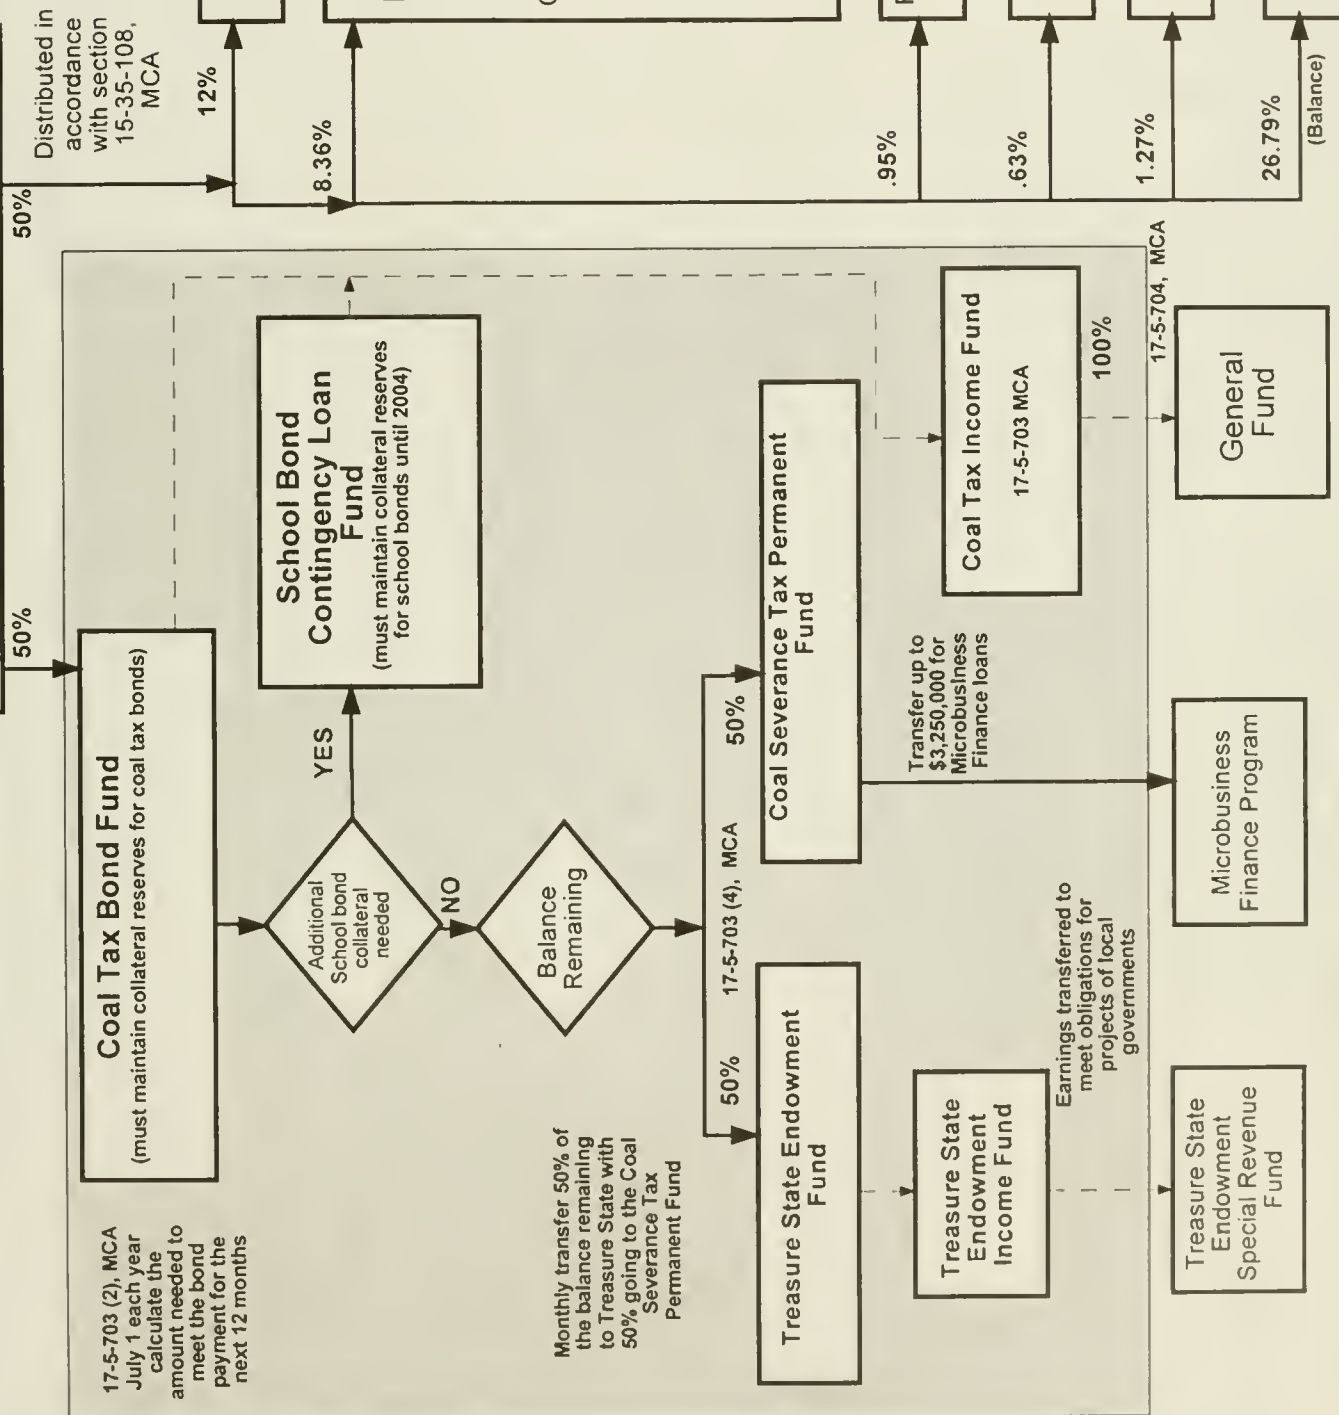 50%
50%
Distributed in
accordance
with section
15-35-108,
MCA
12%
8.36%
.95%
.63%
1.27%
26.79%
(Balance)
17-5-703 (2), MCA
July 1 each year
calculate the
amount needed to
meet the bond
payment for the
next 12 months
Coal Tax Bond Fund
(must maintain collateral reserves for coal tax bonds)
Additional
School bond
collateral
needed
YES
NO
School Bond
Contingency Loan
Fund
(must maintain collateral reserves
for school bonds until 2004)
Balance
Remaining
Monthly transfer 50% of
the balance remaining
to Treasure State with
50% going to the Coal
Severance Tax
Permanent Fund
50%
17-5-703 (4), MCA
50%
Treasure State Endowment
Fund
Coal Severance Tax Permanent
Fund
Transfer up to
$3,250,000 for
Microbusiness
Finance loans
Treasure State
Endowment
Income Fund
Coal Tax Income Fund
17-5-703 MCA
100%
Earnings transferred to
meet obligations for
projects of local
governments
17-5-704, MCA
Treasure State
Endowment
Special Revenue
Fund
Microbusiness
Finance Program
General
Fund